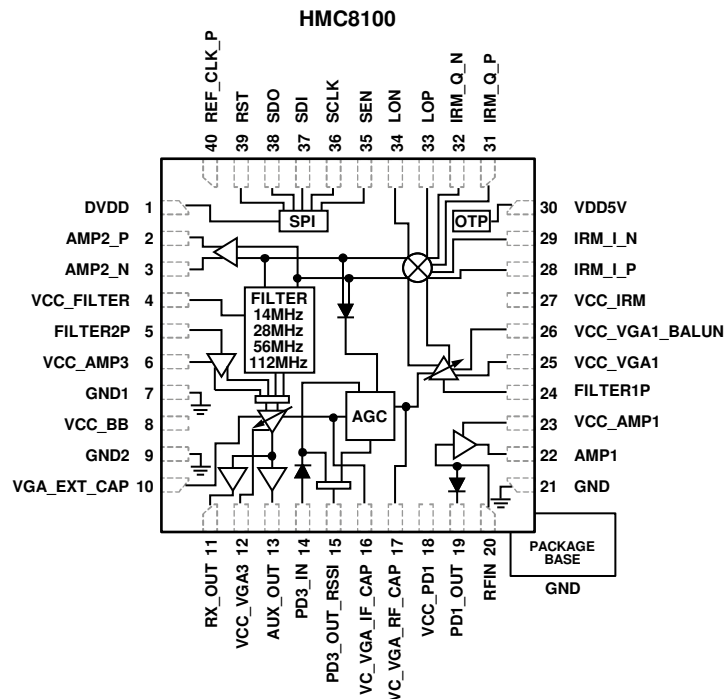 HMC8100
40 REF_CLK_P
39 RST
38 SDO
37 SDI
36 SCLK
35 SEN
34 LON
33 LOP
32 IRM_Q_N
31 IRM_Q_P
DVDD 1
AMP2_P 2
AMP2_N 3
VCC_FILTER 4
FILTER2P 5
VCC_AMP3 6
GND1 7
VCC_BB 8
GND2 9
VGA_EXT_CAP 10
SPI
OTP
FILTER
14MHz
28MHz
56MHz
112MHz
AGC
30 VDD5V
29 IRM_I_N
28 IRM_I_P
27 VCC_IRM
26 VCC_VGA1_BALUN
25 VCC_VGA1
24 FILTER1P
23 VCC_AMP1
22 AMP1
21 GND
RX_OUT 11
VCC_VGA3 12
AUX_OUT 13
PD3_IN 14
PD3_OUT_RSSI 15
VC_VGA_IF_CAP 16
VC_VGA_RF_CAP 17
VCC_PD1 18
PD1_OUT 19
RFIN 20
PACKAGE
BASE
GND